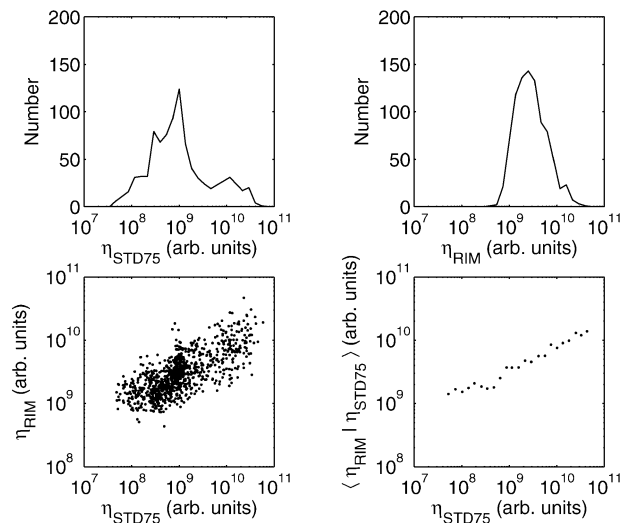 200
150
100
50
0
Number
10^7 10^8 10^9 10^10 10^11
η_STD75 (arb. units)
200
150
100
50
0
Number
10^7 10^8 10^9 10^10 10^11
η_RIM (arb. units)
10^11
10^10
10^9
10^8
η_RIM (arb. units)
10^7 10^8 10^9 10^10 10^11
η_STD75 (arb. units)
10^11
10^10
10^9
10^8
⟨ η_RIM | η_STD75 ⟩ (arb. units)
10^7 10^8 10^9 10^10 10^11
η_STD75 (arb. units)